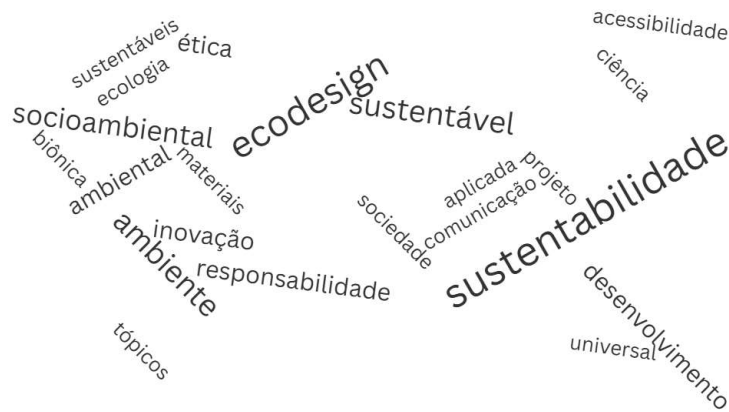 acessibilidade
sustentáveis
ética
ciência
ecologia
ecodesign
sustentável
socioambiental
biônica
ambiental
materiais
aplicada
projeto
comunicação
sociedade
sustentabilidade
ambiente
inovação
responsabilidade
desenvolvimento
tópicos
universal